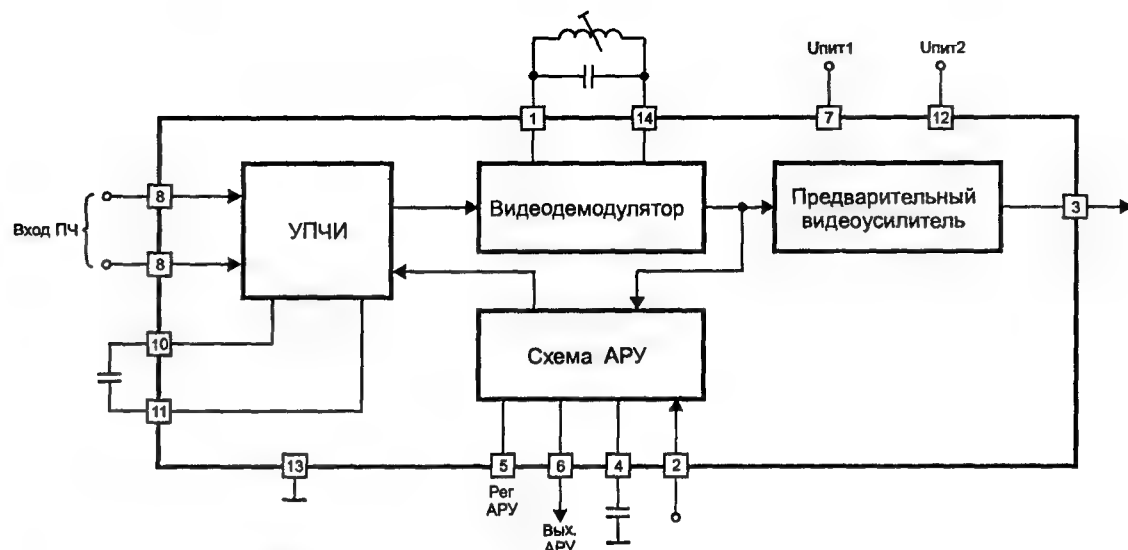 Uпит1
Uпит2
1
14
7
12
8
Вход ПЧ
8
УПЧИ
Видеодемодулятор
Предварительный
видеоусилитель
3
10
11
Схема АРУ
13
5
6
4
2
Рег
АРУ
Вых.
АРУ